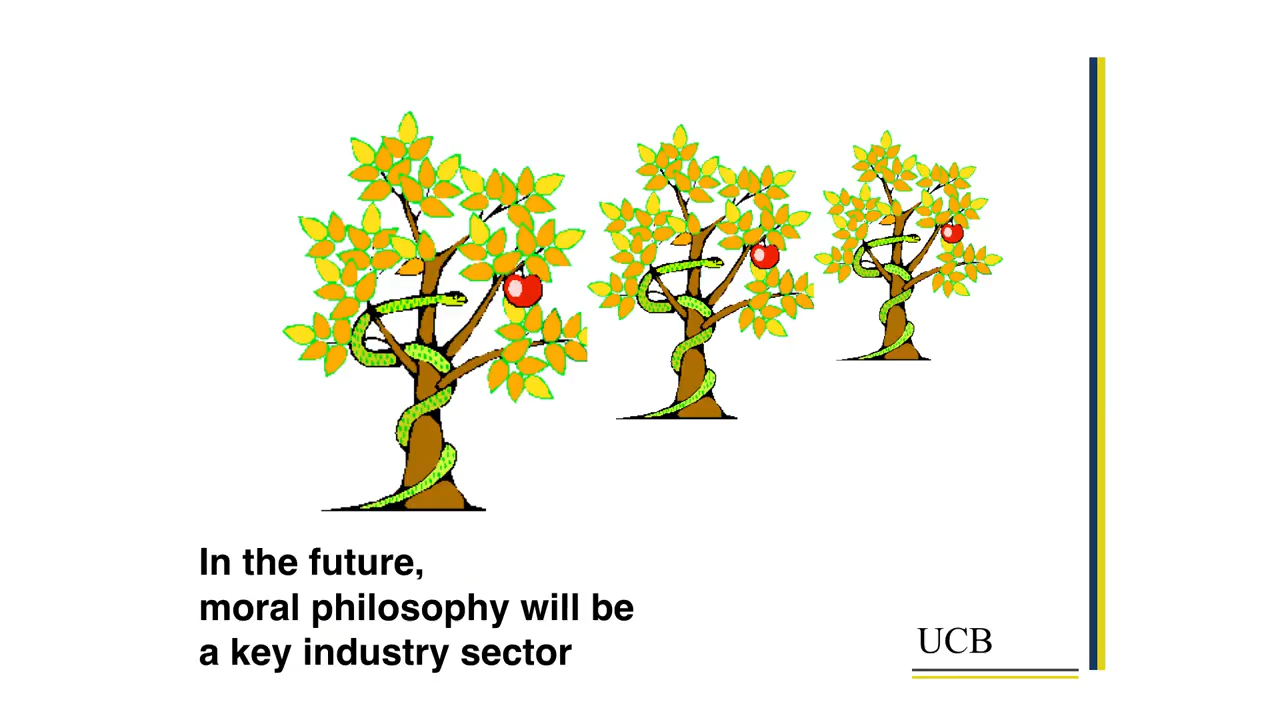 In the future,
moral philosophy will be
a key industry sector
UCB